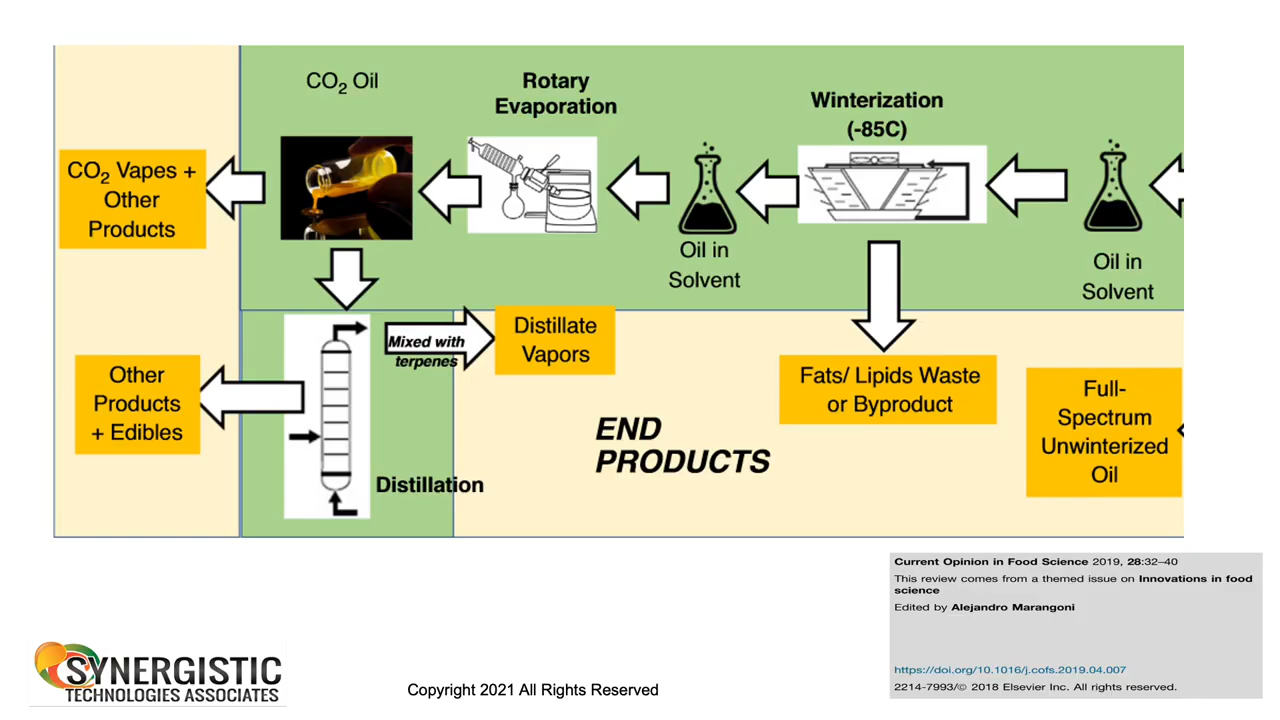 CO2 Oil
Rotary
Evaporation
Winterization
(-85C)
CO2 Vapes +
Other
Products
Oil in
Solvent
Oil in
Solvent
Mixed with
terpenes
Distillate
Vapors
Other
Products
+ Edibles
Distillation
END
PRODUCTS
Fats/ Lipids Waste
or Byproduct
Full-
Spectrum
Unwinterized
Oil
Current Opinion in Food Science 2019, 28:32–40
This review comes from a themed issue on Innovations in food
science
Edited by Alejandro Marangoni
https://doi.org/10.1016/j.cofs.2019.04.007
2214-7993/© 2018 Elsevier Inc. All rights reserved.
SYNERGISTIC
TECHNOLOGIES ASSOCIATES
Copyright 2021 All Rights Reserved